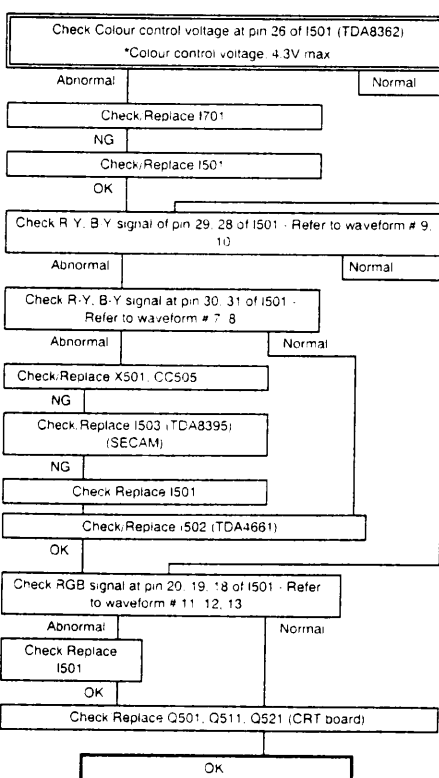 Check Colour control voltage at pin 26 of I501 (TDA8362)
*Colour control voltage, 4.3V max
Abnormal
Normal
Check, Replace I701
NG
Check/Replace I501
OK
Check R Y, B-Y signal of pin 29, 28 of I501 - Refer to waveform # 9,
10
Abnormal
Normal
Check R-Y, B-Y signal at pin 30, 31 of I501 -
Refer to waveform # 7, 8
Abnormal
Normal
Check/Replace X501, CC505
NG
Check, Replace I503 (TDA8395)
(SECAM)
NG
Check Replace I501
Check/Replace I502 (TDA4661)
OK
Check RGB signal at pin 20, 19, 18 of I501 - Refer
to waveform # 11, 12, 13
Abnormal
Normal
Check Replace
I501
OK
Check Replace Q501, Q511, Q521 (CRT board)
OK